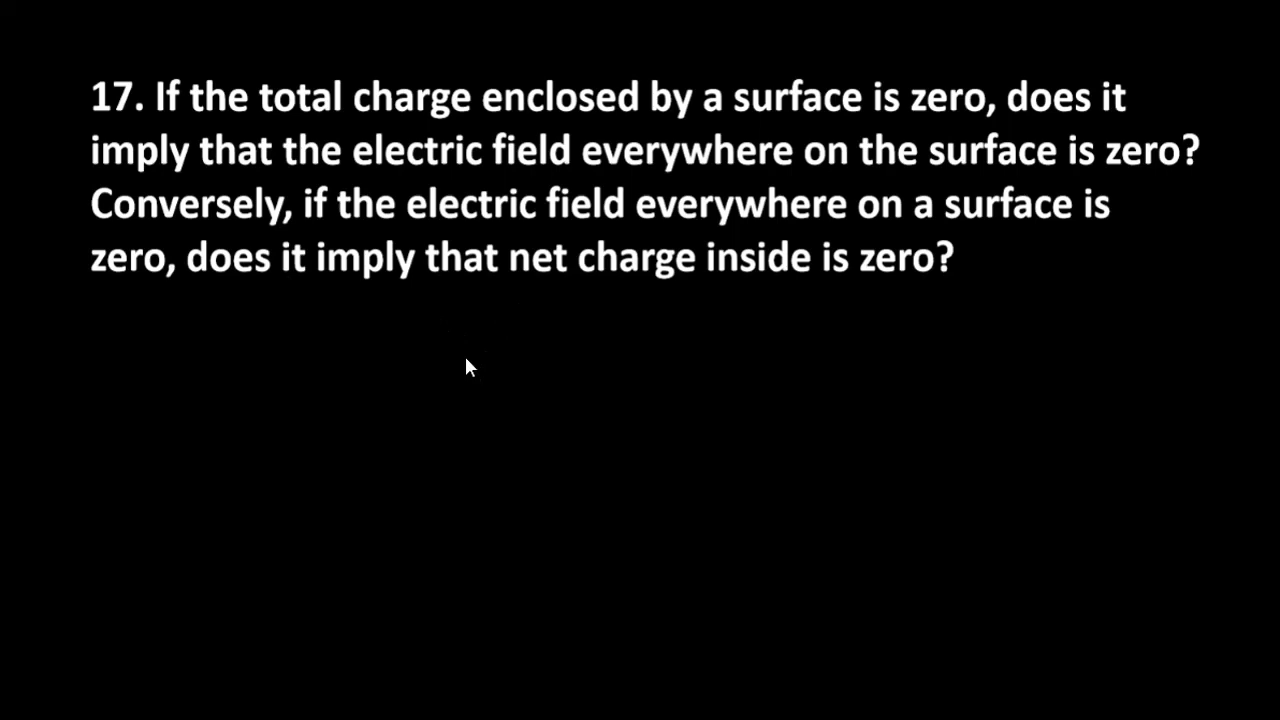 17. If the total charge enclosed by a surface is zero, does it
imply that the electric field everywhere on the surface is zero?
Conversely, if the electric field everywhere on a surface is
zero, does it imply that net charge inside is zero?